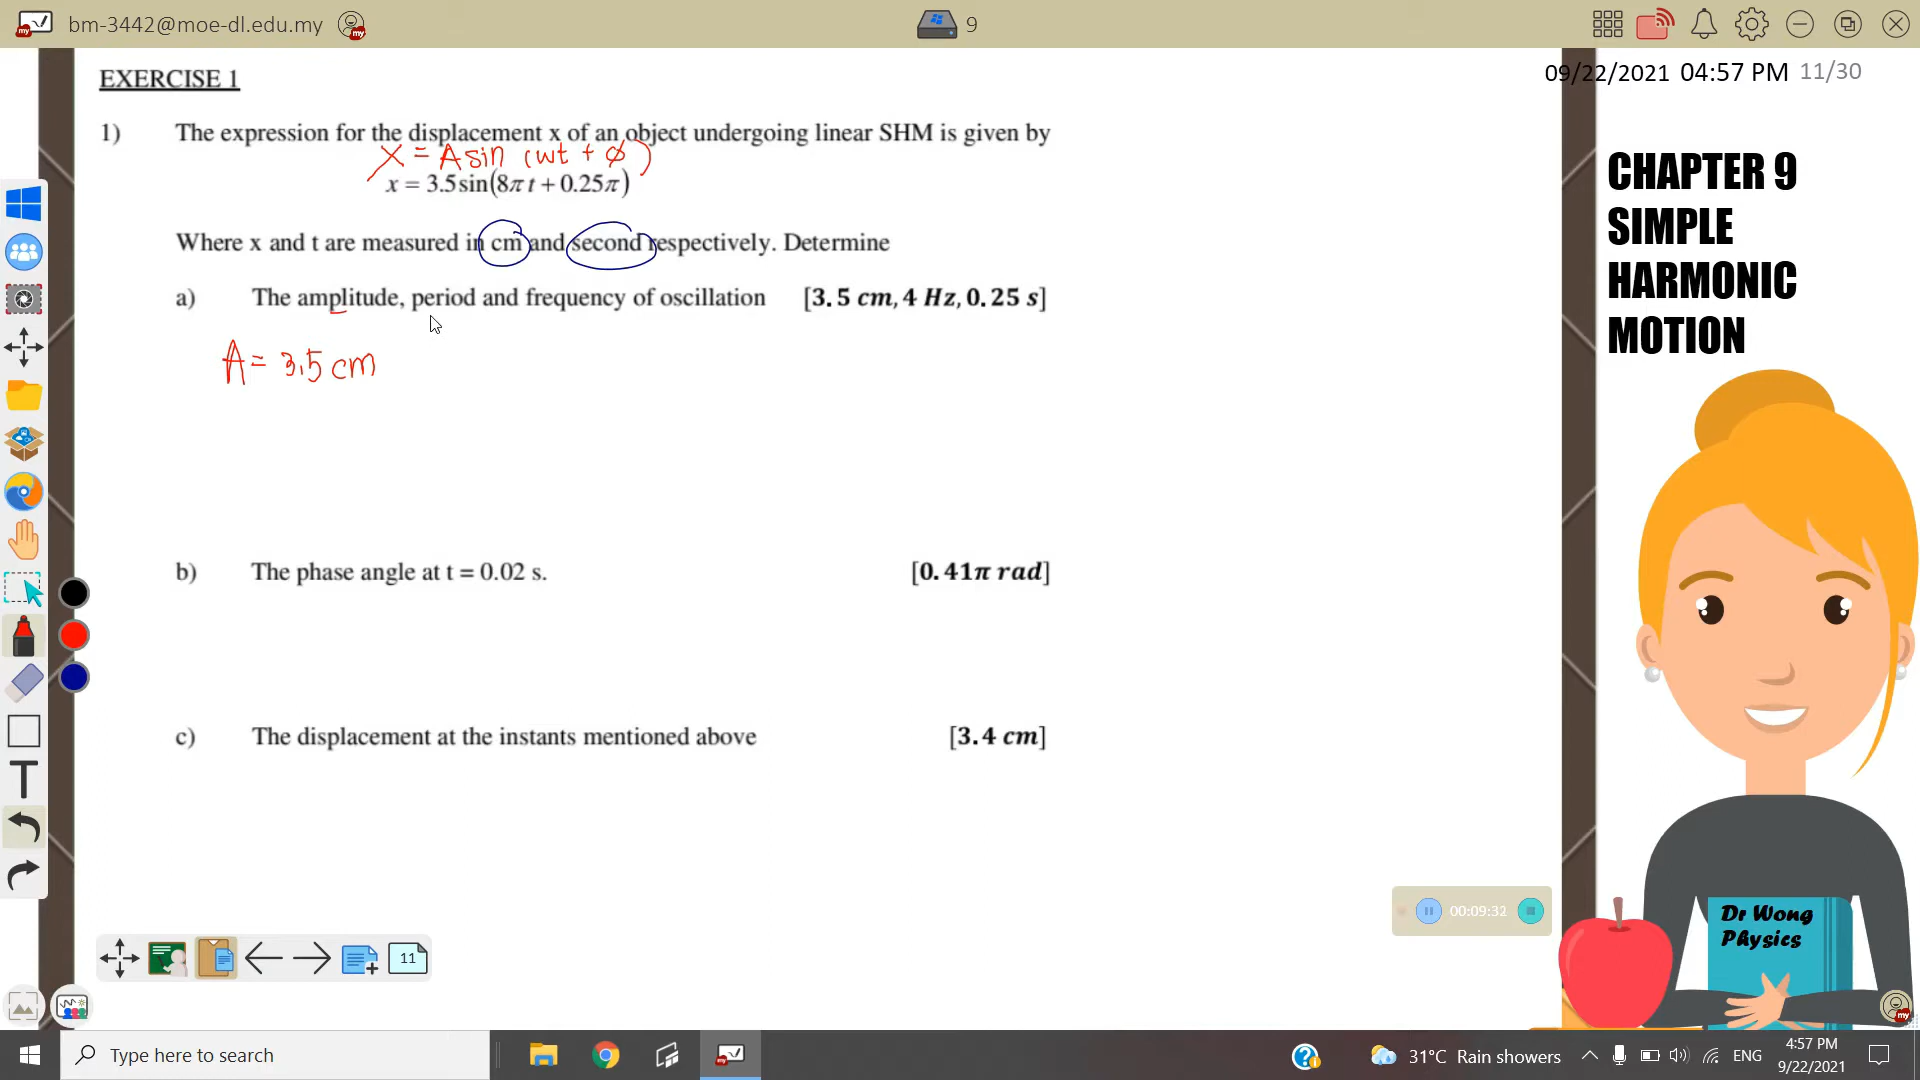 bm-3442@moe-dl.edu.my
9
09/22/2021 04:57 PM 11/30
EXERCISE 1
1) The expression for the displacement x of an object undergoing linear SHM is given by
x = A sin (ωt + ϕ)
x = 3.5sin(8π t + 0.25π)
Where x and t are measured in cm and second respectively. Determine
a) The amplitude, period and frequency of oscillation [3.5 cm, 4 Hz, 0.25 s]
A = 3.5 cm
b) The phase angle at t = 0.02 s. [0.41π rad]
c) The displacement at the instants mentioned above [3.4 cm]
CHAPTER 9
SIMPLE
HARMONIC
MOTION
Dr Wong
Physics
00:09:32
T
11
Type here to search
31°C Rain showers
ENG
4:57 PM
9/22/2021